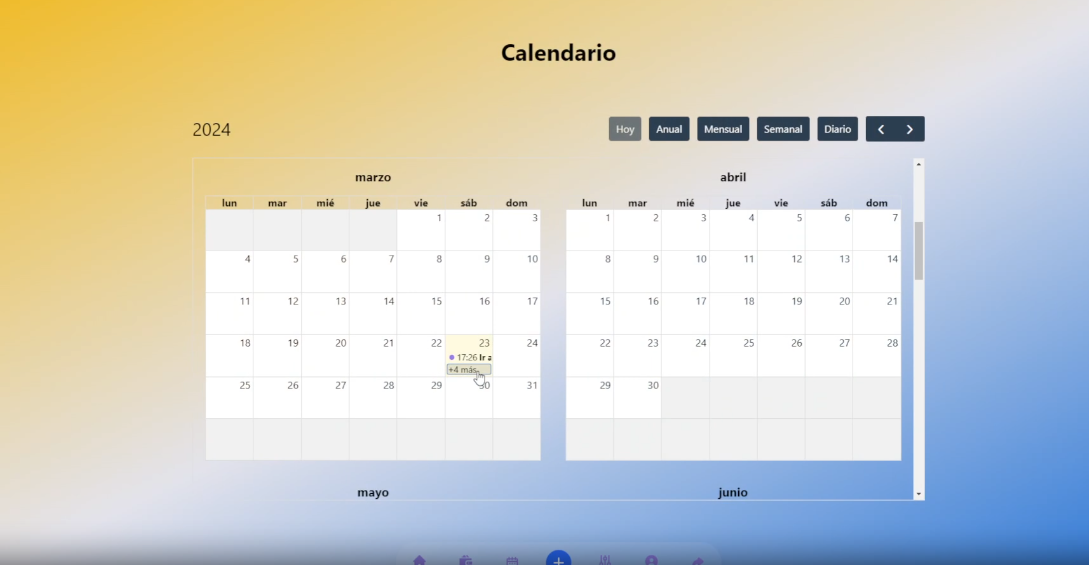 Calendario
2024
Hoy Anual Mensual Semanal Diario
marzo
lun mar mié jue vie sáb dom
1 2 3
4 5 6 7 8 9 10
11 12 13 14 15 16 17
18 19 20 21 22 23 24
17:26 Ir a
+4 más
25 26 27 28 29 30 31
abril
lun mar mié jue vie sáb dom
1 2 3 4 5 6 7
8 9 10 11 12 13 14
15 16 17 18 19 20 21
22 23 24 25 26 27 28
29 30
mayo
junio